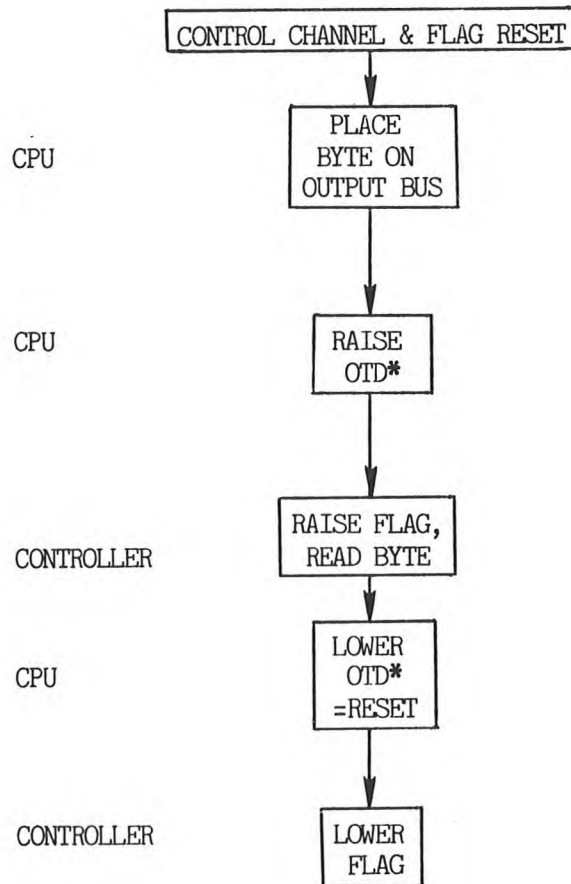 CONTROL CHANNEL & FLAG RESET
CPU
PLACE
BYTE ON
OUTPUT BUS
CPU
RAISE
OTD*
CONTROLLER
RAISE FLAG,
READ BYTE
CPU
LOWER
OTD*
=RESET
CONTROLLER
LOWER
FLAG